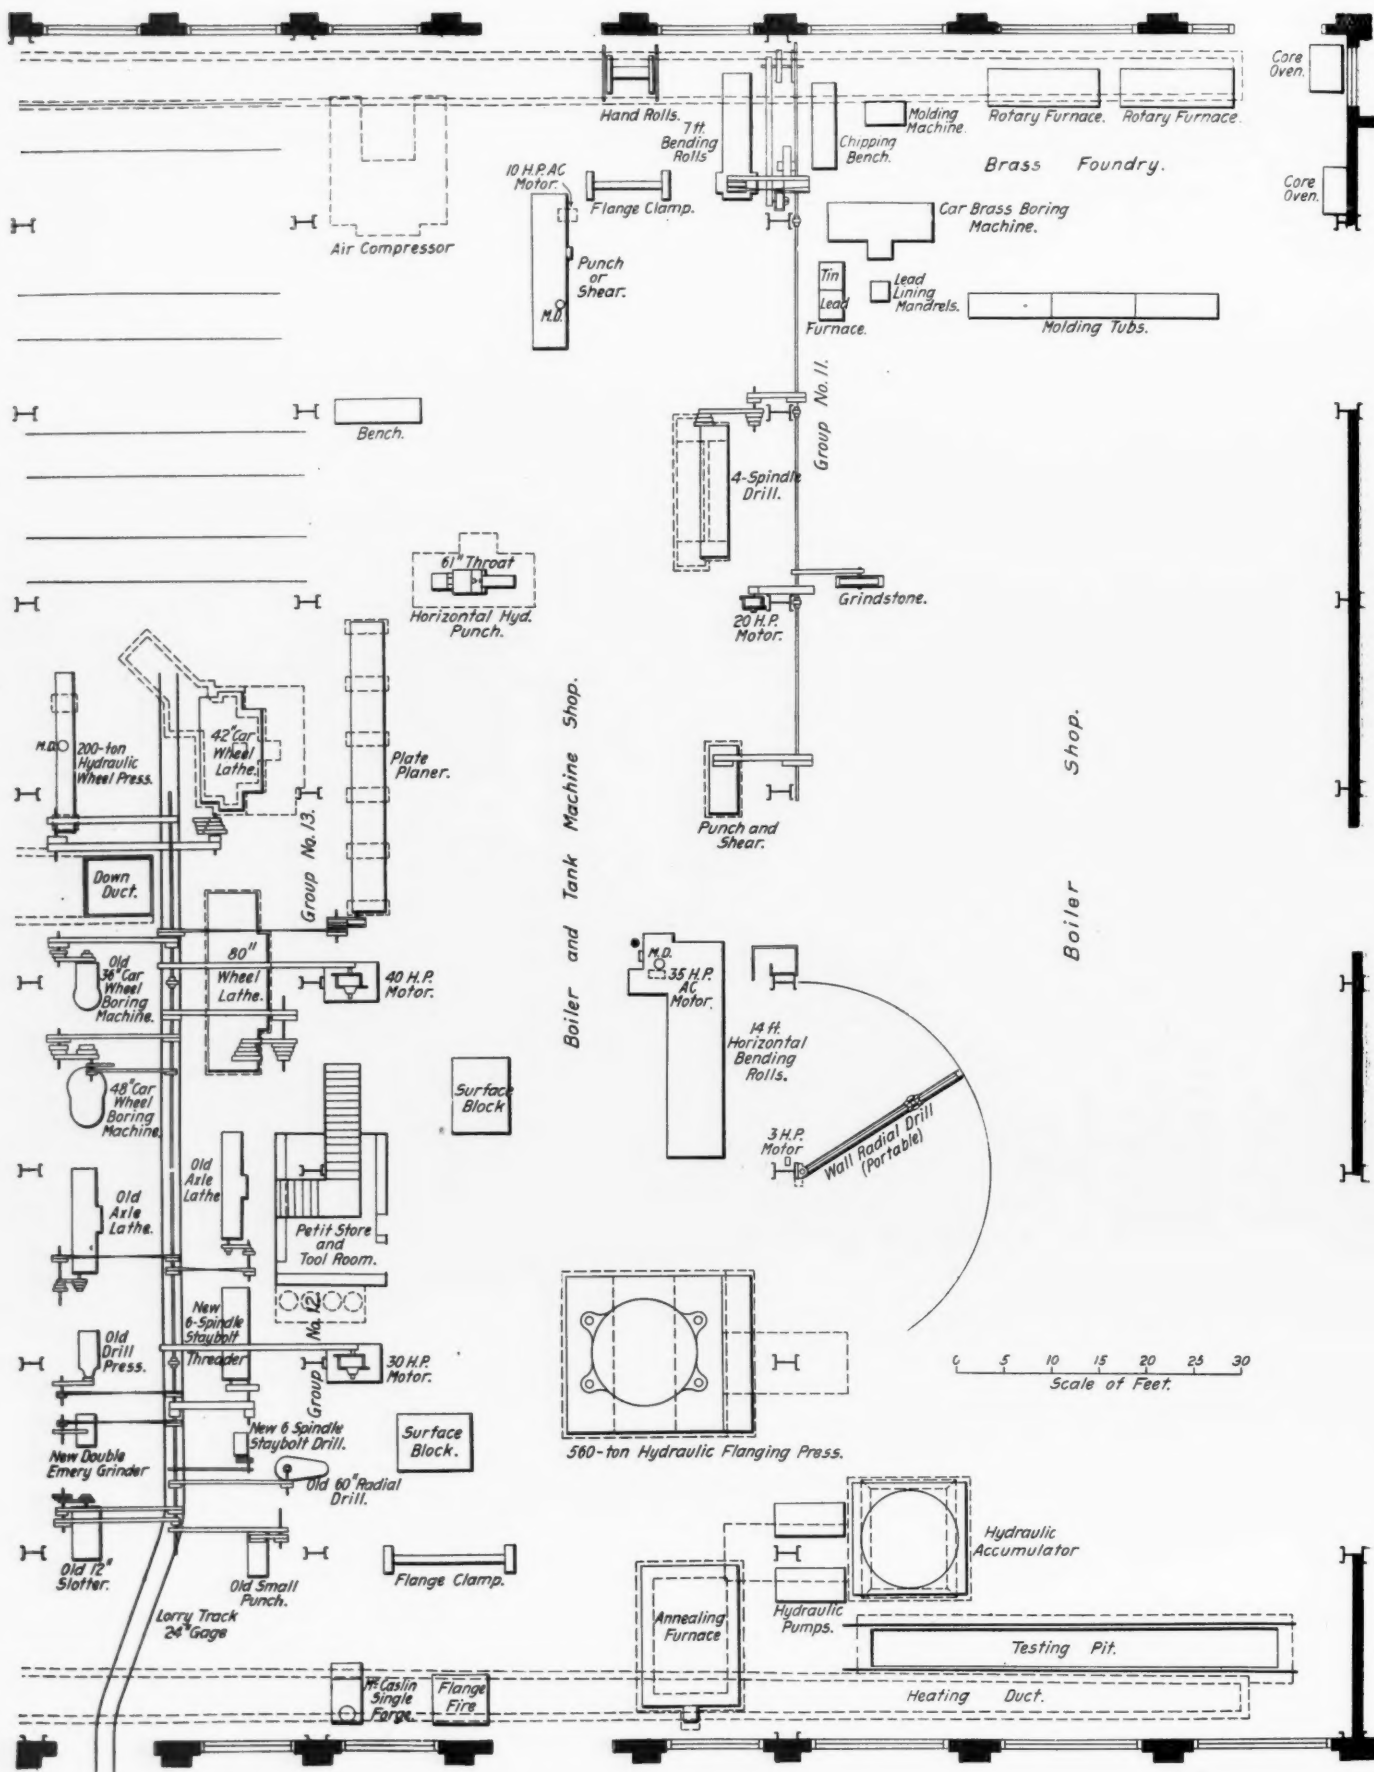 Core
Oven.
Hand Rolls.
7 ft.
Bending
Rolls
Chipping
Bench.
Molding
Machine.
Rotary Furnace.
Rotary Furnace.
Brass Foundry.
Core
Oven.
10 H.P. AC
Motor.
Flange Clamp.
Air Compressor
Punch
or
Shear.
M.D.
Car Brass Boring
Machine.
Tin
Lead
Furnace.
Lead
Lining
Mandrels.
Molding Tubs.
Group No. 11.
Bench.
4-Spindle
Drill.
61" Throat
Horizontal Hyd.
Punch.
20 H.P.
Motor.
Grindstone.
M.D.
200-ton
Hydraulic
Wheel Press.
42" Car
Wheel
Lathe.
Plate
Planer.
Group No. 13.
Boiler and Tank Machine Shop.
Punch and
Shear.
Boiler Shop.
Down
Duct.
Old
36" Car
Wheel
Boring
Machine.
80"
Wheel
Lathe.
40 H.P.
Motor.
M.D.
35 H.P.
AC
Motor.
14 ft.
Horizontal
Bending
Rolls.
48" Car
Wheel
Boring
Machine.
Surface
Block
3 H.P.
Motor
Wall Radial Drill
(Portable)
Old
Axle
Lathe.
Old
Axle
Lathe
Petit Store
and
Tool Room.
New
6-Spindle
Staybolt
Threader
Group No. 12.
Old
Drill
Press.
30 H.P.
Motor.
0 5 10 15 20 25 30
Scale of Feet.
New Double
Emery Grinder
New 6 Spindle
Staybolt Drill.
Old 60" Radial
Drill.
Surface
Block.
560-ton Hydraulic Flanging Press.
Old 12"
Slotter.
Old Small
Punch.
Flange Clamp.
Hydraulic
Accumulator
Lorry Track
24" Gage
Annealing
Furnace
Hydraulic
Pumps.
Testing Pit.
McCaslin
Single
Forge.
Flange
Fire
Heating Duct.